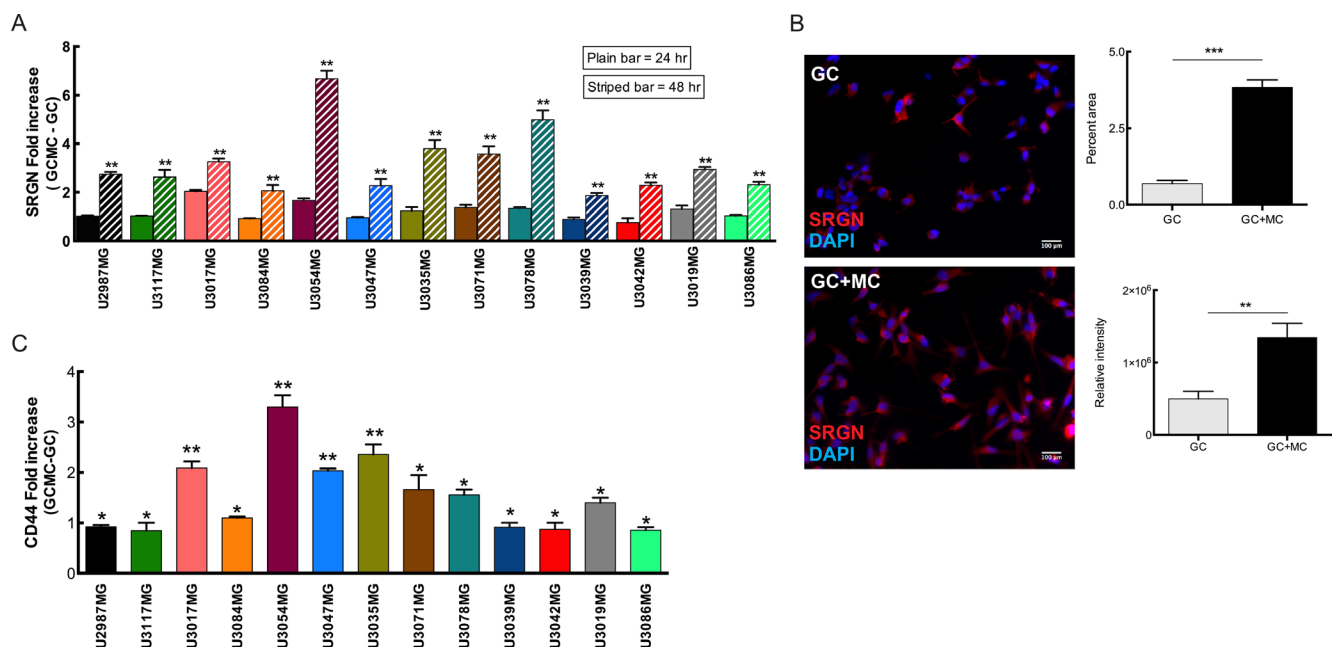 A
SRGN Fold increase
( GCMC - GC)
8
6
4
2
0
Plain bar = 24 hr
Striped bar = 48 hr
** ** ** ** ** ** ** ** ** ** ** ** **
U2987MG U3117MG U3017MG U3084MG U3054MG U3047MG U3035MG U3071MG U3078MG U3039MG U3042MG U3019MG U3086MG
B
GC
SRGN
DAPI
100 μm
Percent area
5.0
2.5
0.0
***
GC GC+MC
GC+MC
SRGN
DAPI
100 μm
Relative intensity
2×10⁶
1×10⁶
0
**
GC GC+MC
C
CD44 Fold increase
(GCMC-GC)
4
3
2
1
0
* * ** * ** ** ** * * * * * *
U2987MG U3117MG U3017MG U3084MG U3054MG U3047MG U3035MG U3071MG U3078MG U3039MG U3042MG U3019MG U3086MG